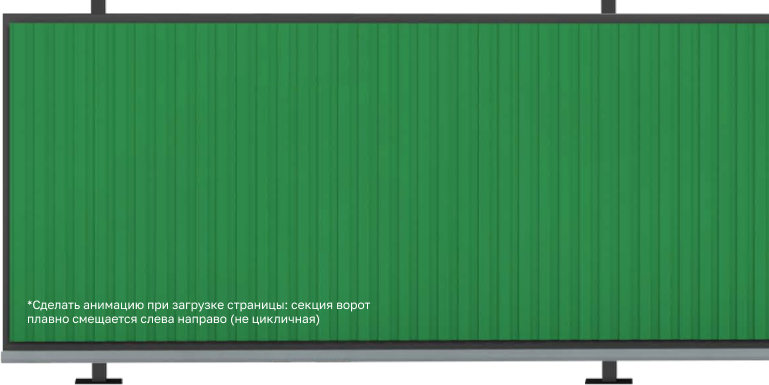 *Сделать анимацию при загрузке страницы: секция ворот
плавно смещается слева направо (не цикличная)